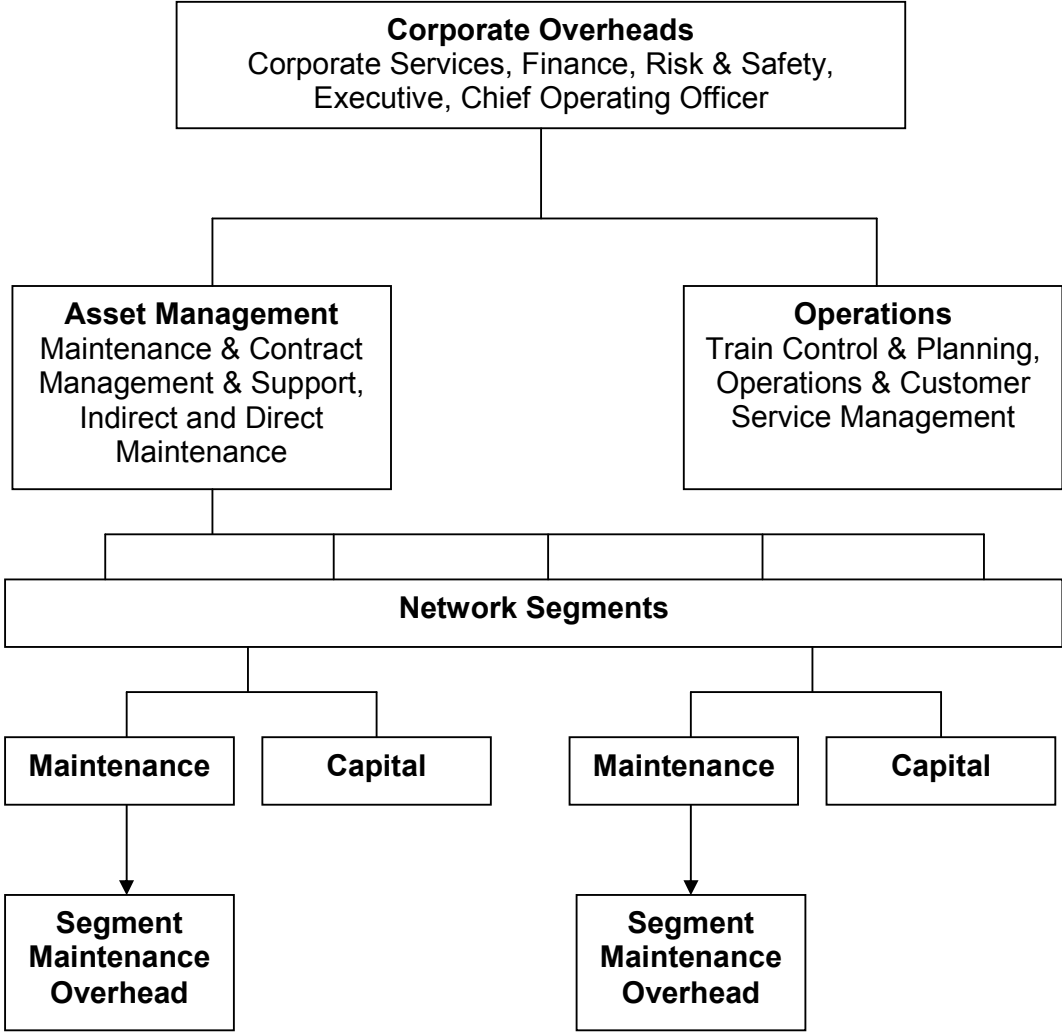 Corporate Overheads
Corporate Services, Finance, Risk & Safety,
Executive, Chief Operating Officer
Asset Management
Maintenance & Contract
Management & Support,
Indirect and Direct
Maintenance
Operations
Train Control & Planning,
Operations & Customer
Service Management
Network Segments
Maintenance
Capital
Maintenance
Capital
Segment
Maintenance
Overhead
Segment
Maintenance
Overhead